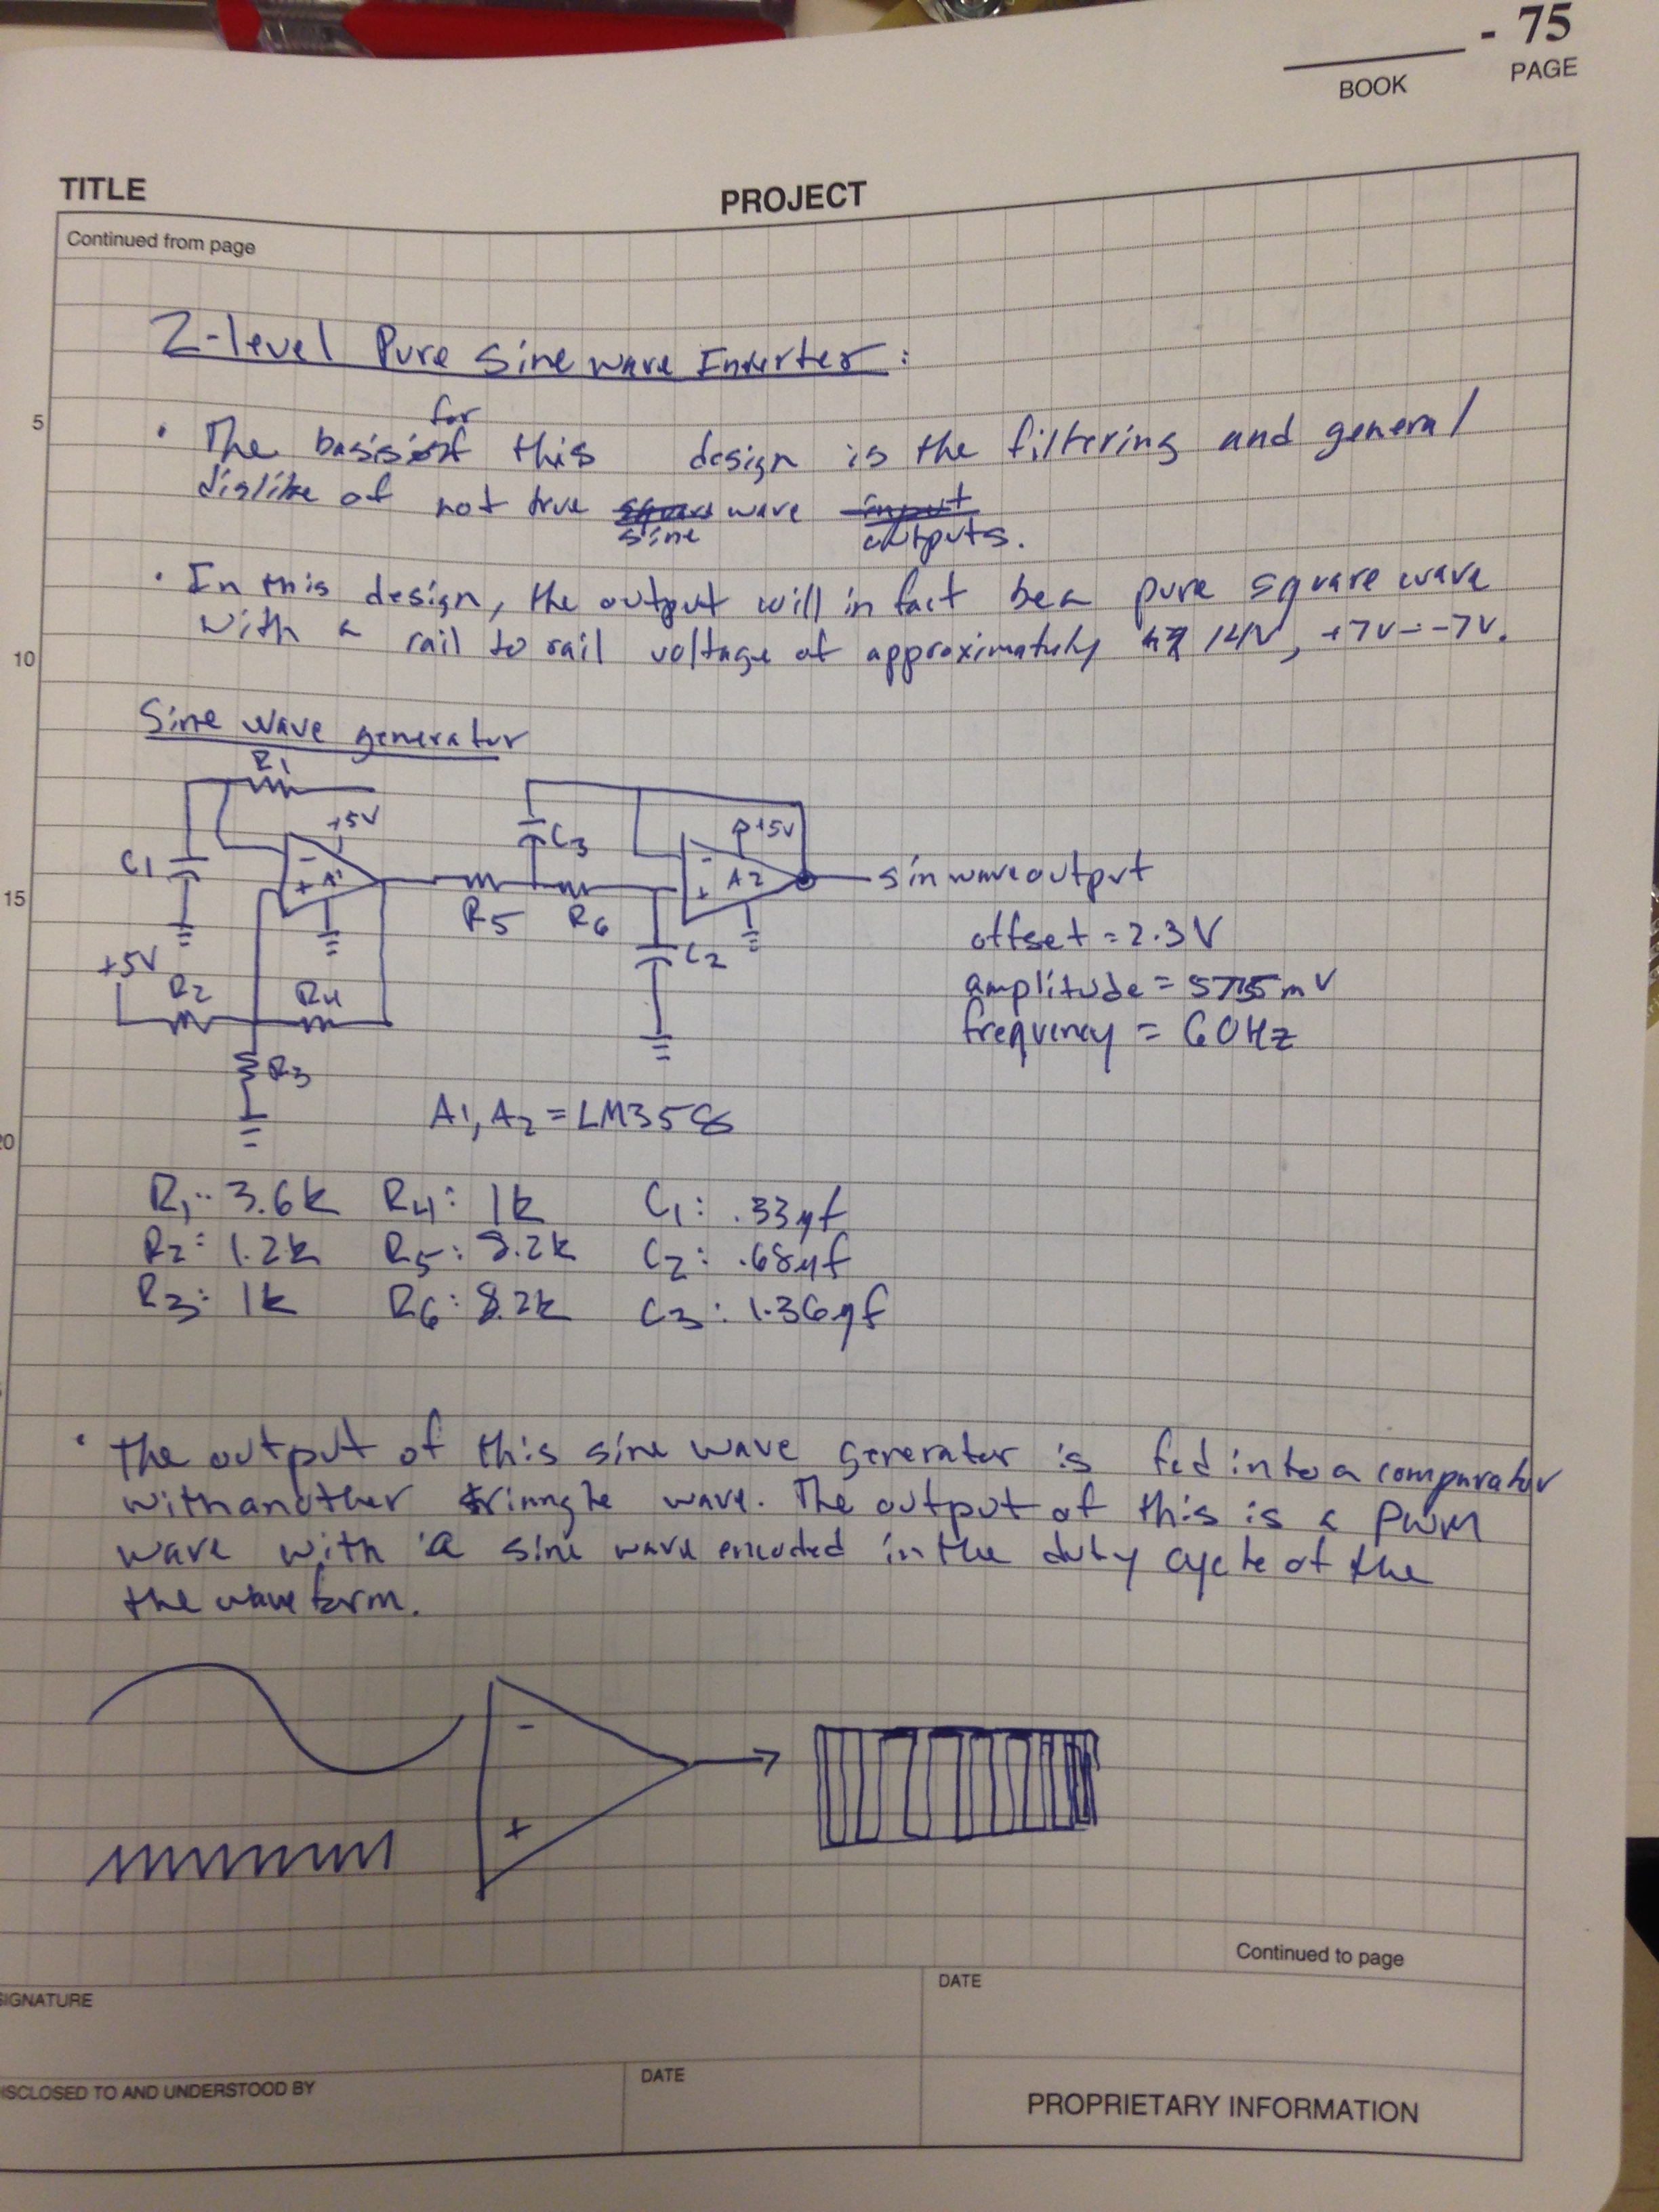 - 75
BOOK PAGE
TITLE PROJECT
Continued from page
2-level Pure Sine wave Inverter:
for
• The basis of this design is the filtering and general
dislike of not true square wave input
sine outputs.
5
• In this design, the output will in fact be a pure square wave
with a rail to rail voltage of approximately 14V, +7V - -7V.
10
Sine wave generator
R1
+5V
C1
- A1
+
C3
+5V
- A2
+
sin wave output
15
R5 R6
C2
offset = 2.3V
+5V
R2 R4
amplitude = mV
frequency = 60Hz
R3
A1, A2 = LM358
20
R1: 3.6k R4: 1k C1: .33μf
R2: 1.2k R5: 8.2k C2: .68μf
R3: 1k R6: 8.2k C3: 1.36μf
• The output of this sine wave generator is fed into a comparator
with another triangle wave. The output of this is a PWM
wave with a sine wave encoded in the duty cycle of the
the wave form.
-
+
Continued to page
SIGNATURE DATE
DISCLOSED TO AND UNDERSTOOD BY DATE
PROPRIETARY INFORMATION